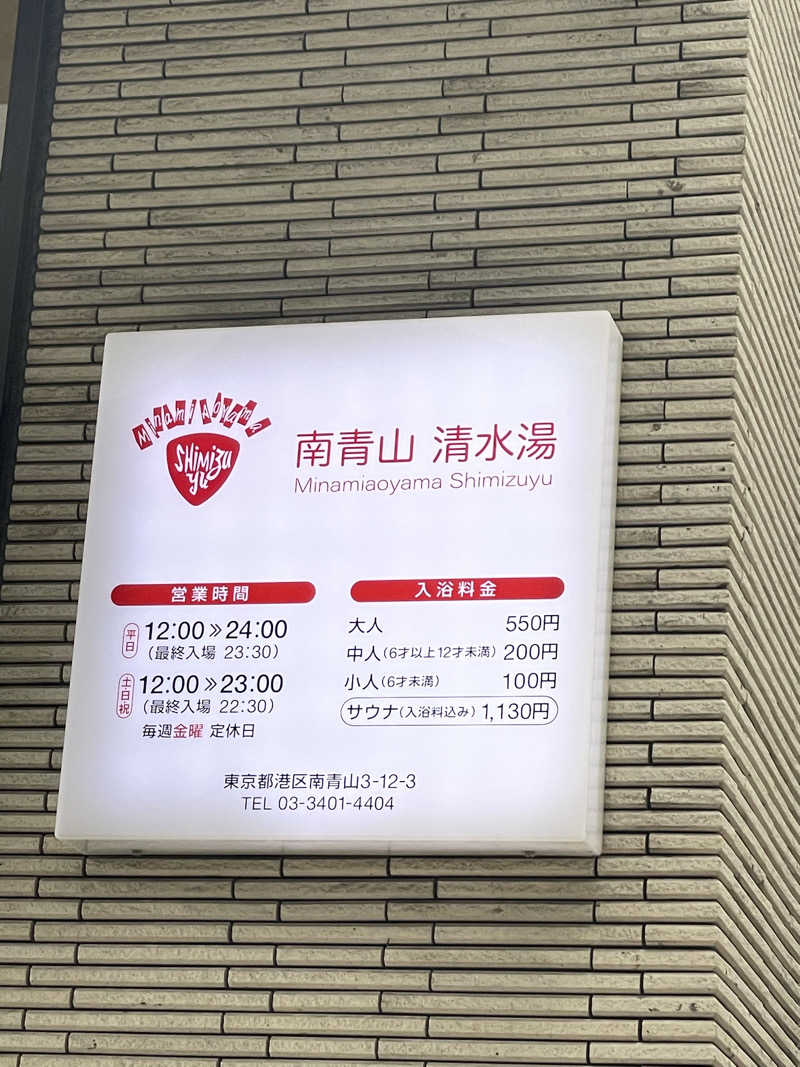 Minami Aoyama
SHIMIZU
YU
南青山 清水湯
Minamiaoyama Shimizuyu
営業時間
平日 12:00 » 24:00
(最終入場 23:30)
土日祝 12:00 » 23:00
(最終入場 22:30)
毎週金曜 定休日
入浴料金
大人 550円
中人(6才以上12才未満) 200円
小人(6才未満) 100円
サウナ(入浴料込み) 1,130円
東京都港区南青山3-12-3
TEL 03-3401-4404